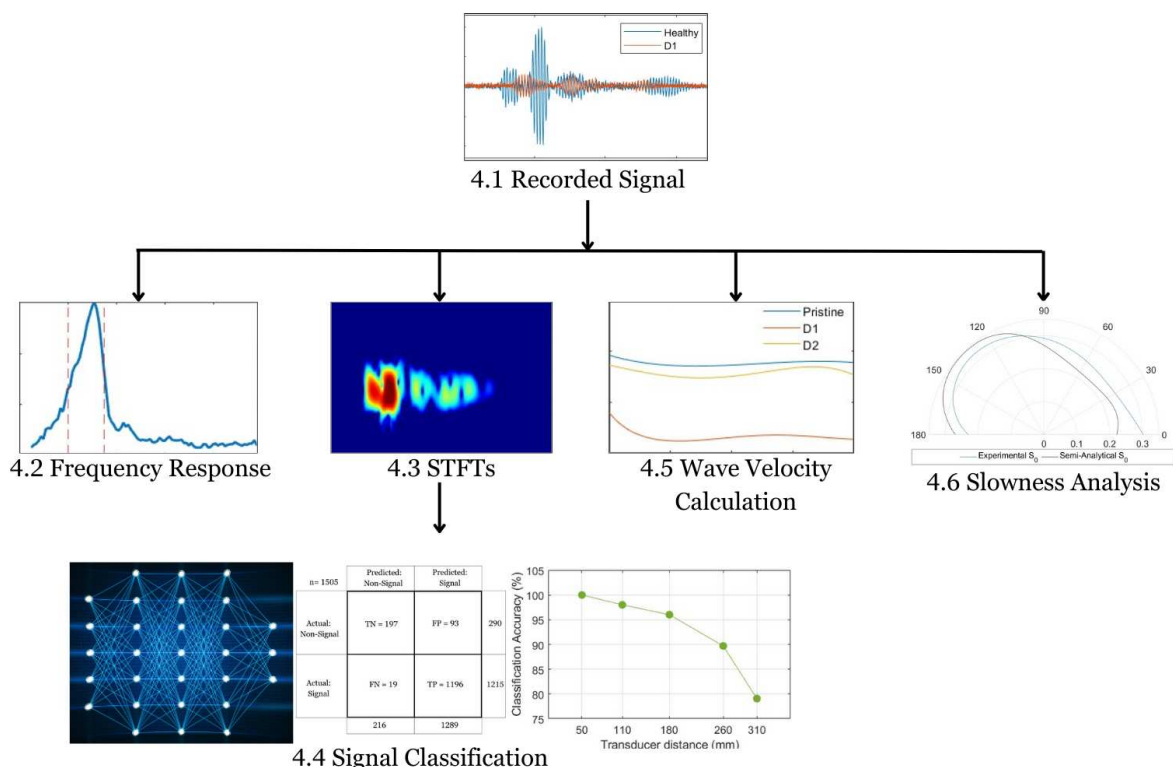 Healthy
D1
4.1 Recorded Signal
4.2 Frequency Response
4.3 STFTs
Pristine
D1
D2
4.5 Wave Velocity
Calculation
90
120
60
150
30
180
0
0.1
0.2
0.3
0
Experimental S0
Semi-Analytical S0
4.6 Slowness Analysis
n= 1505
Predicted:
Non-Signal
Predicted:
Signal
Actual:
Non-Signal
TN = 197
FP = 93
290
Actual:
Signal
FN = 19
TP = 1196
1215
216
1289
Classification Accuracy (%)
105
100
95
90
85
80
75
50
110
180
260
310
Transducer distance (mm)
4.4 Signal Classification